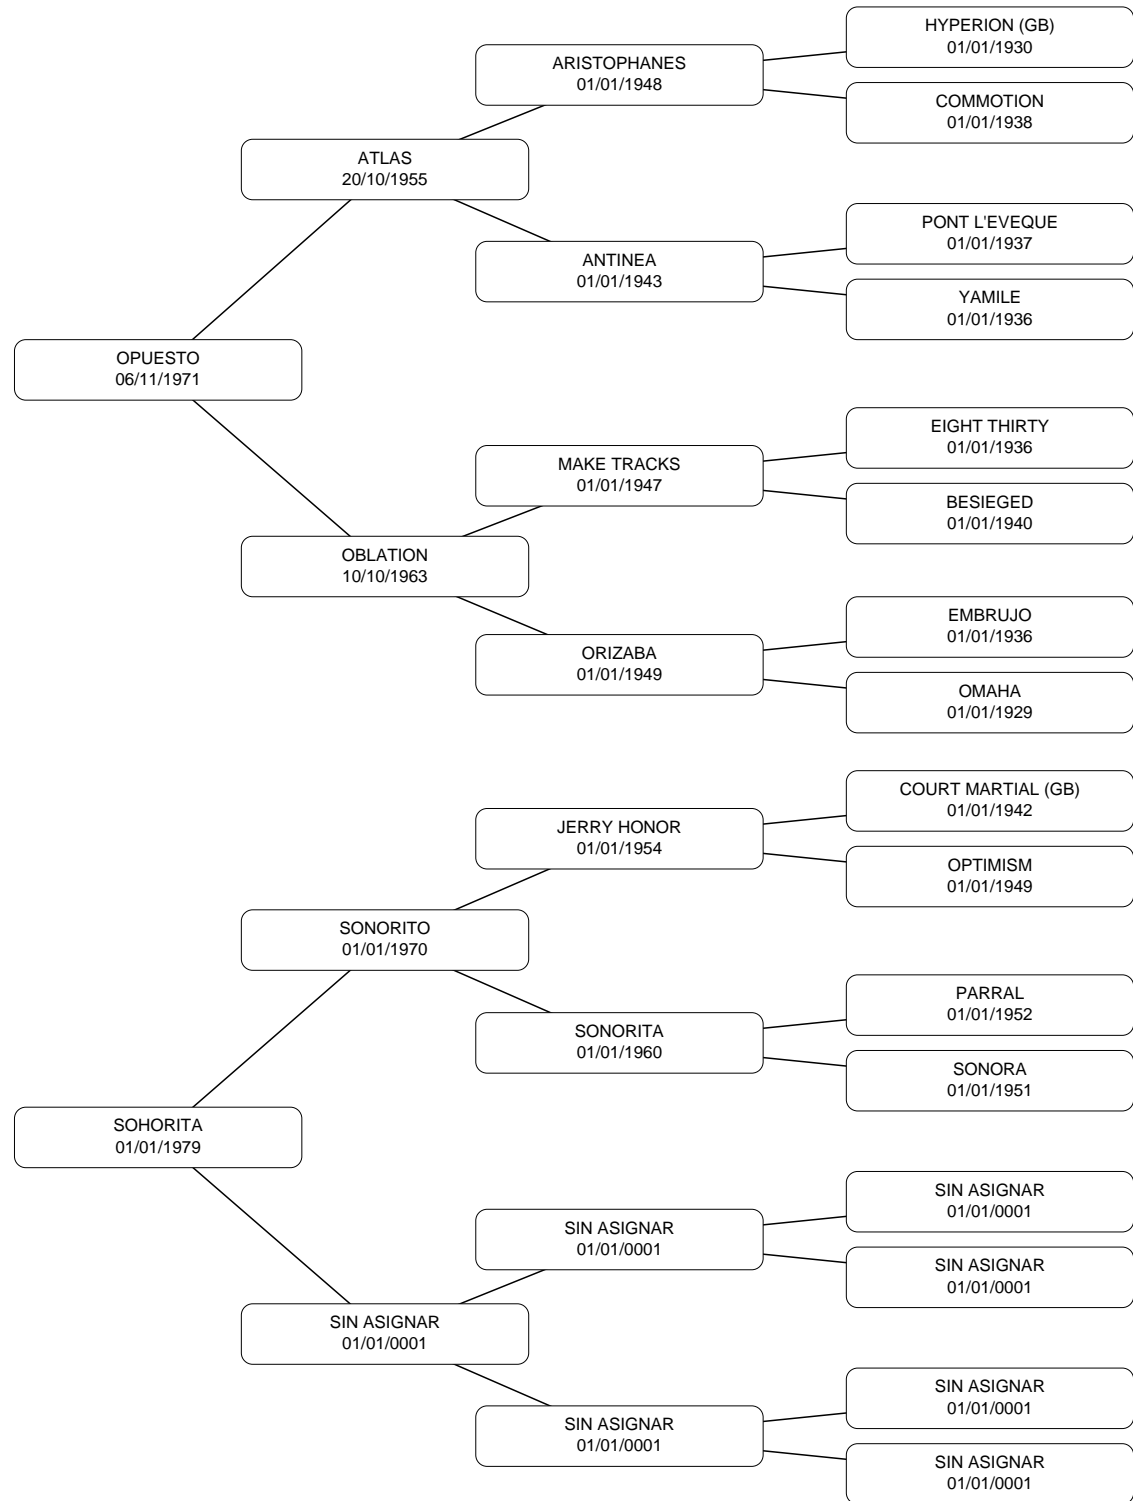 HYPERION (GB)
01/01/1930
ARISTOPHANES
01/01/1948
COMMOTION
01/01/1938
ATLAS
20/10/1955
PONT L'EVEQUE
01/01/1937
ANTINEA
01/01/1943
YAMILE
01/01/1936
OPUESTO
06/11/1971
EIGHT THIRTY
01/01/1936
MAKE TRACKS
01/01/1947
BESIEGED
01/01/1940
OBLATION
10/10/1963
EMBRUJO
01/01/1936
ORIZABA
01/01/1949
OMAHA
01/01/1929
COURT MARTIAL (GB)
01/01/1942
JERRY HONOR
01/01/1954
OPTIMISM
01/01/1949
SONORITO
01/01/1970
PARRAL
01/01/1952
SONORITA
01/01/1960
SONORA
01/01/1951
SOHORITA
01/01/1979
SIN ASIGNAR
01/01/0001
SIN ASIGNAR
01/01/0001
SIN ASIGNAR
01/01/0001
SIN ASIGNAR
01/01/0001
SIN ASIGNAR
01/01/0001
SIN ASIGNAR
01/01/0001
SIN ASIGNAR
01/01/0001